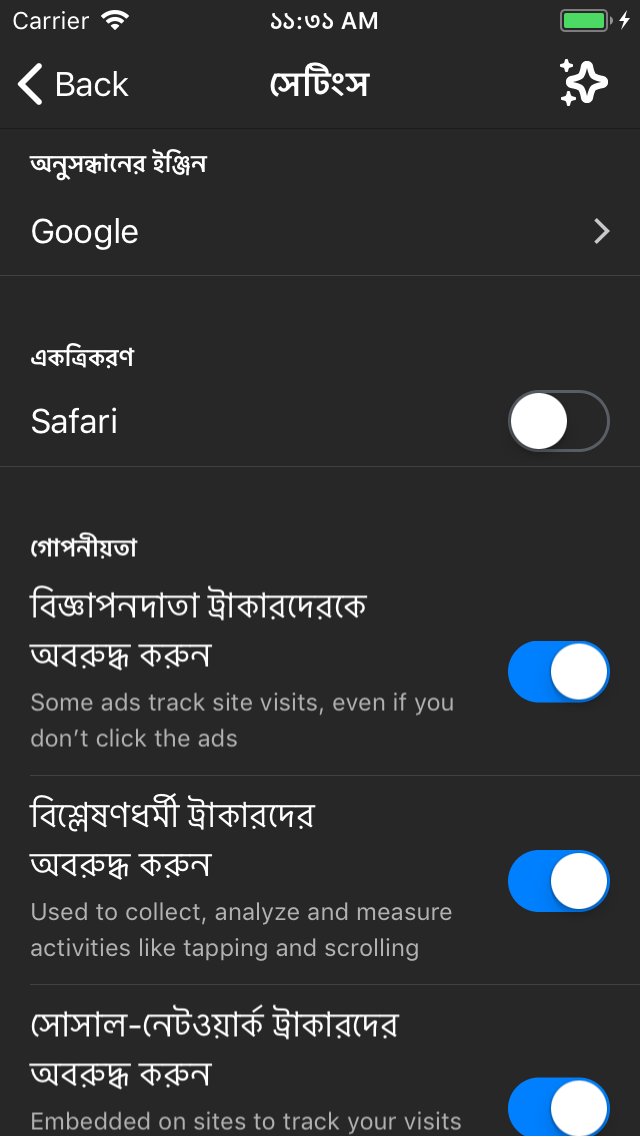 Carrier ১১:৩১ AM
Back সেটিংস
অনুসন্ধানের ইঞ্জিন
Google
একত্রিকরণ
Safari
গোপনীয়তা
বিজ্ঞাপনদাতা ট্রাকারদেরকে
অবরুদ্ধ করুন
Some ads track site visits, even if you
don’t click the ads
বিশ্লেষণধর্মী ট্রাকারদের
অবরুদ্ধ করুন
Used to collect, analyze and measure
activities like tapping and scrolling
সোসাল-নেটওয়ার্ক ট্রাকারদের
অবরুদ্ধ করুন
Embedded on sites to track your visits